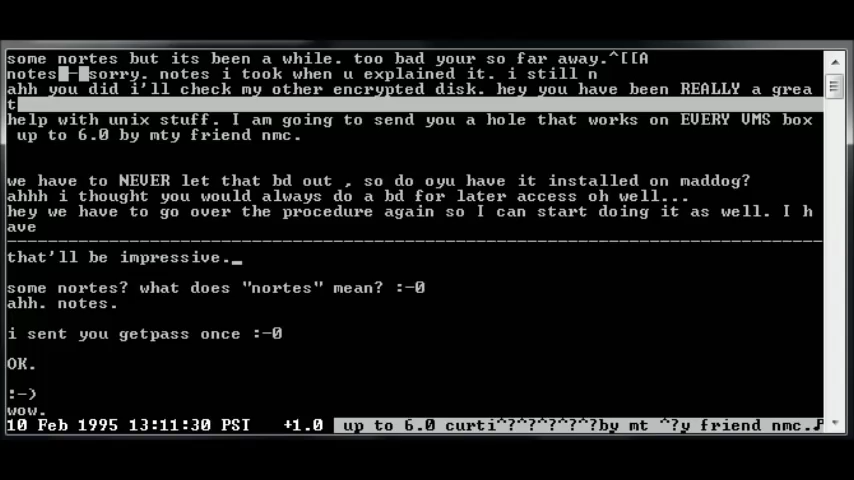 some nortes but its been a while. too bad your so far away.^[[A
notes - sorry. notes i took when u explained it. i still n
ahh you did i'll check my other encrypted disk. hey you have been REALLY a grea
t
help with unix stuff. I am going to send you a hole that works on EVERY VMS box
up to 6.0 by mty friend nmc.
we have to NEVER let that bd out , so do oyu have it installed on maddog?
ahhh i thought you would always do a bd for later access oh well...
hey we have to go over the procedure again so I can start doing it as well. I h
ave
--------------------------------------------------------------------------------
that'll be impressive._
some nortes? what does "nortes" mean? :-0
ahh. notes.
i sent you getpass once :-0
OK.
:-)
wow.
10 Feb 1995 13:11:30 PSI +1.0 up to 6.0 curti^?^?^?^?^?by mt ^?y friend nmc.♪